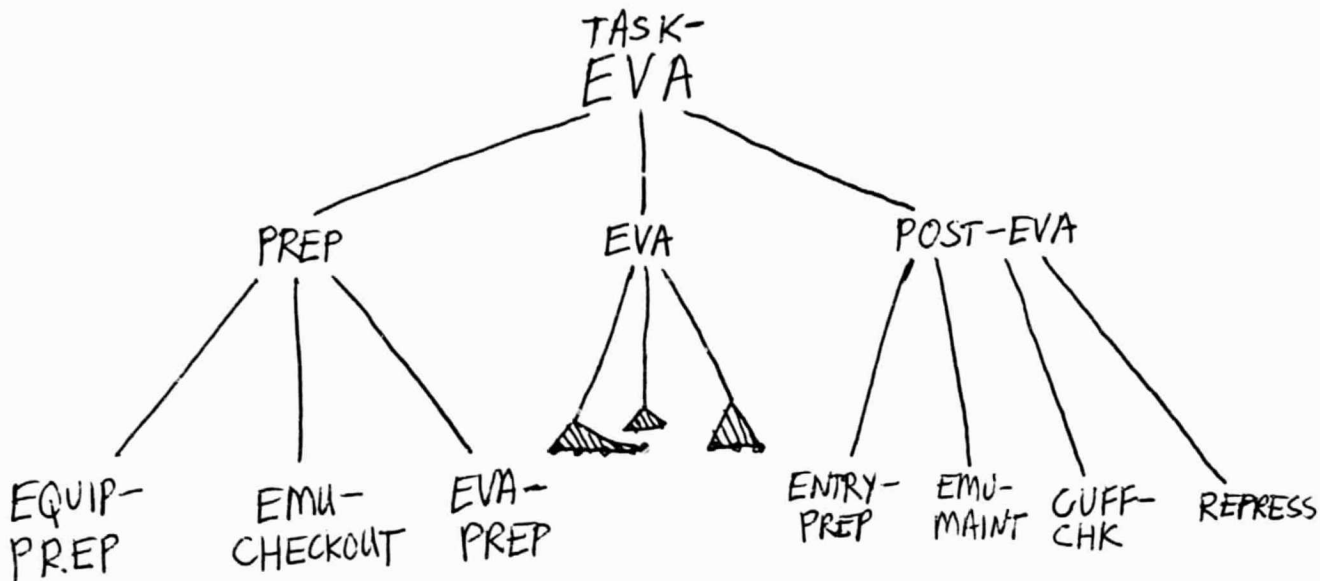 TASK-
EVA
PREP
EVA
POST-EVA
EQUIP-
PREP
EMU-
CHECKOUT
EVA-
PREP
ENTRY-
PREP
EMU-
MAINT
CUFF-
CHK
REPRESS